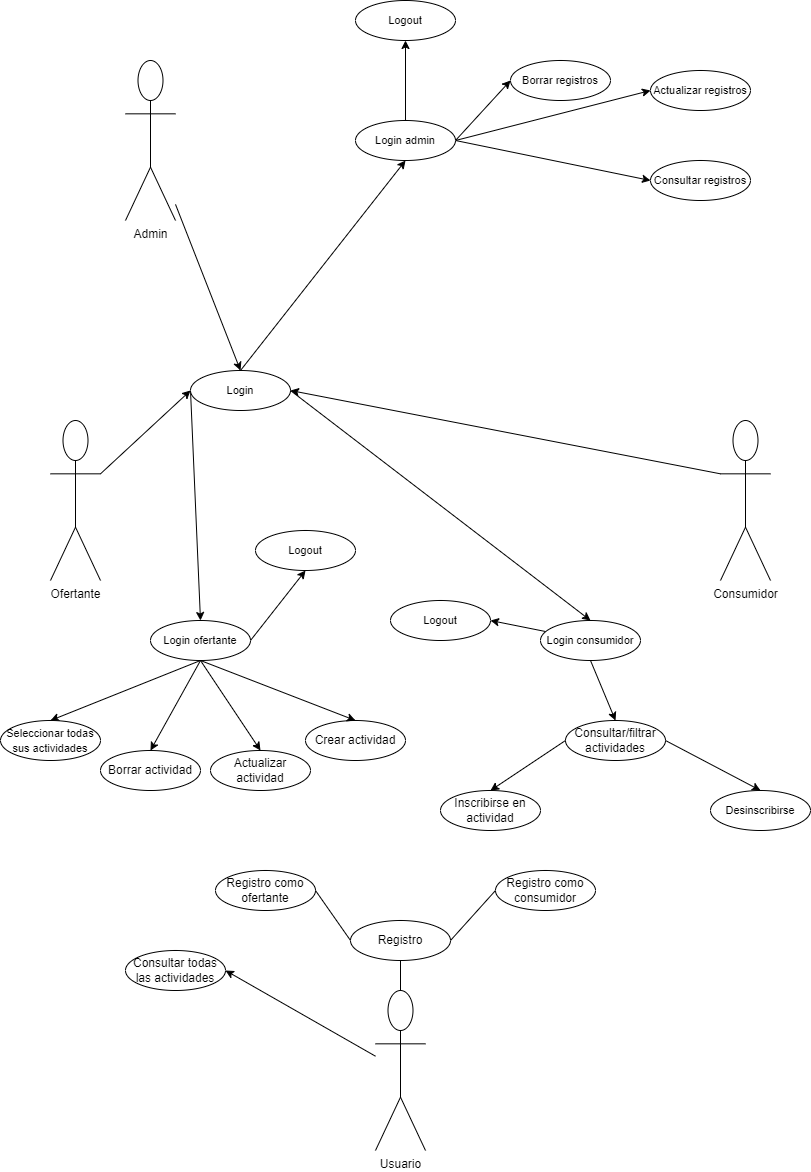 Logout
Borrar registros
Actualizar registros
Login admin
Consultar registros
Admin
Login
Ofertante
Consumidor
Logout
Logout
Login ofertante
Login consumidor
Seleccionar todas
sus actividades
Borrar actividad
Actualizar
actividad
Crear actividad
Consultar/filtrar
actividades
Inscribirse en
actividad
Desinscribirse
Registro como
ofertante
Registro como
consumidor
Registro
Consultar todas
las actividades
Usuario